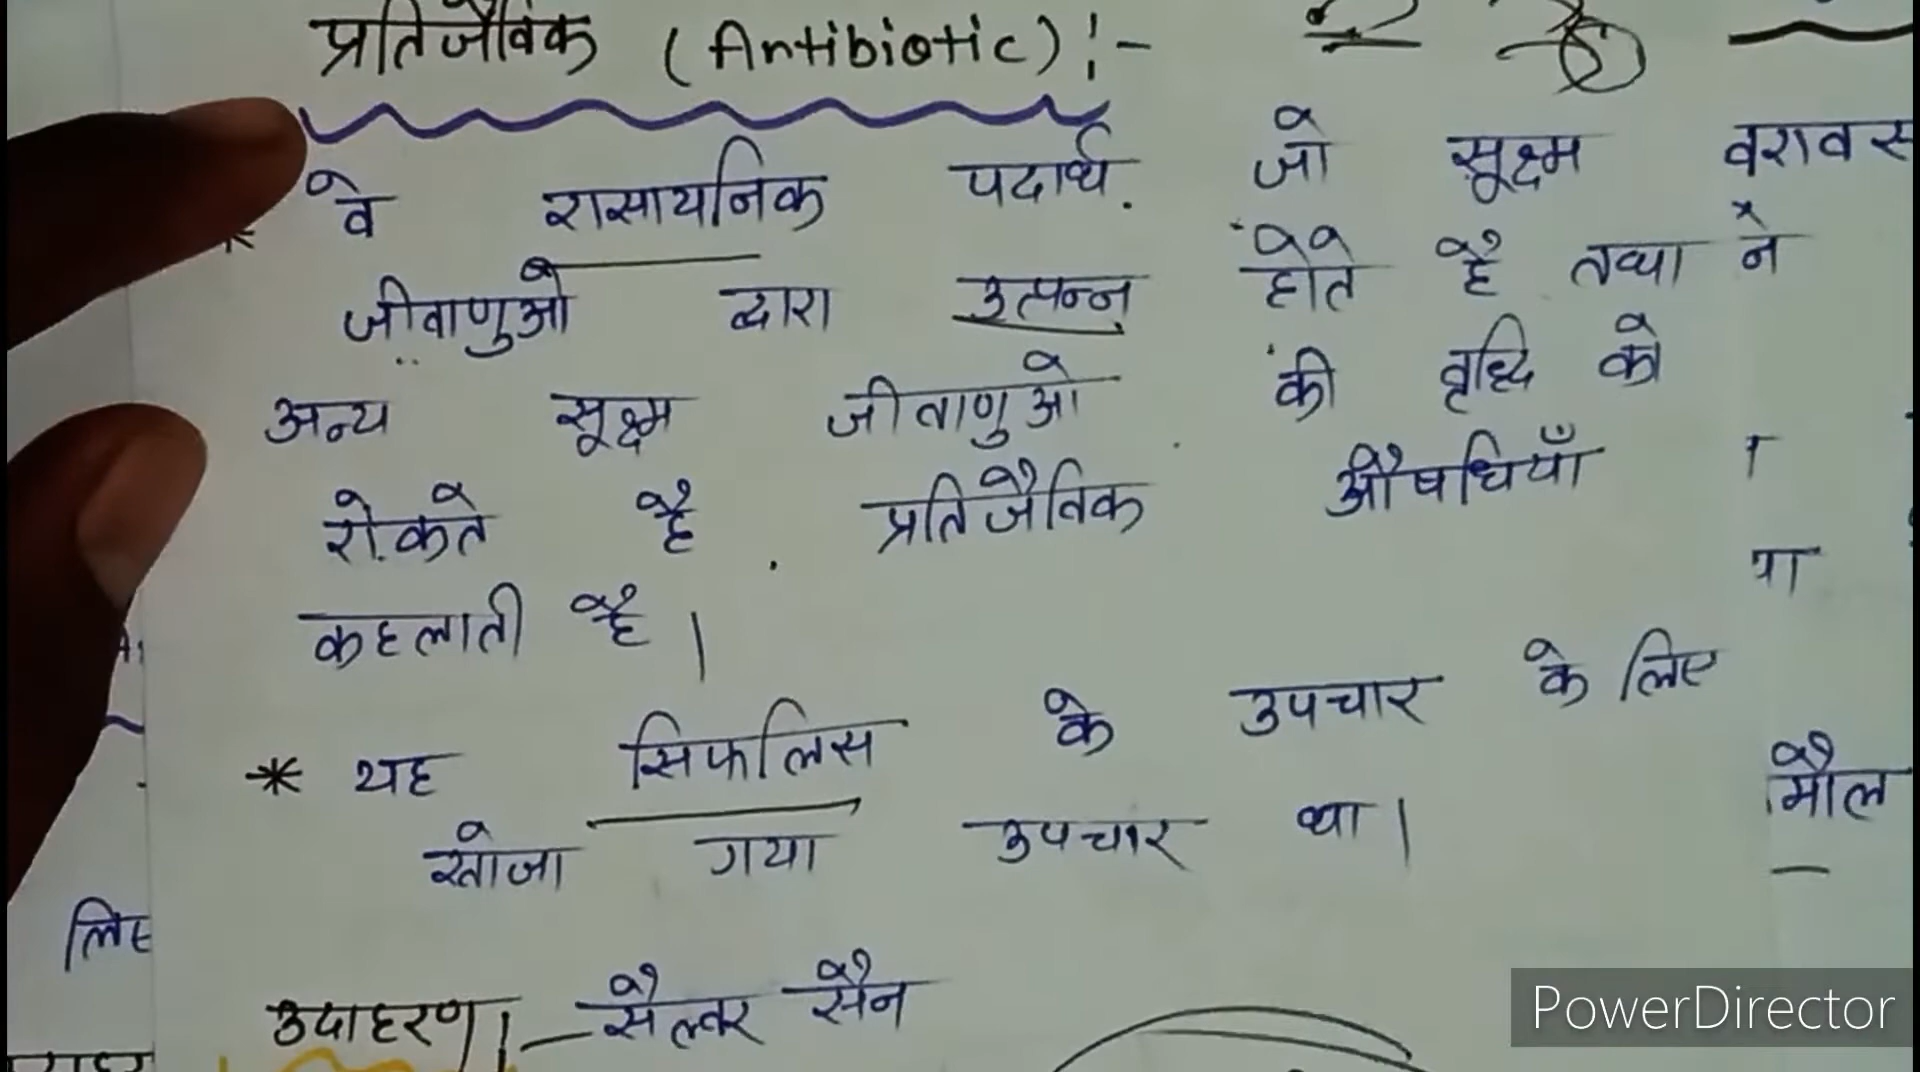 प्रतिजैविक (Antibiotic) :-
* वे रासायनिक पदार्थ. जो सूक्ष्म
जीवाणुओ द्वारा उत्पन्न होते है तथा ने
अन्य सूक्ष्म जीवाणुओ की वृद्धि को
रोकते है . प्रतिजैविक औषधियाँ
कहलाती है |
* यह सिफलिस के उपचार के लिए
खोजा गया उपचार था |
उदाहरण :- सैल्वर सैन
लिए
मौल
PowerDirector